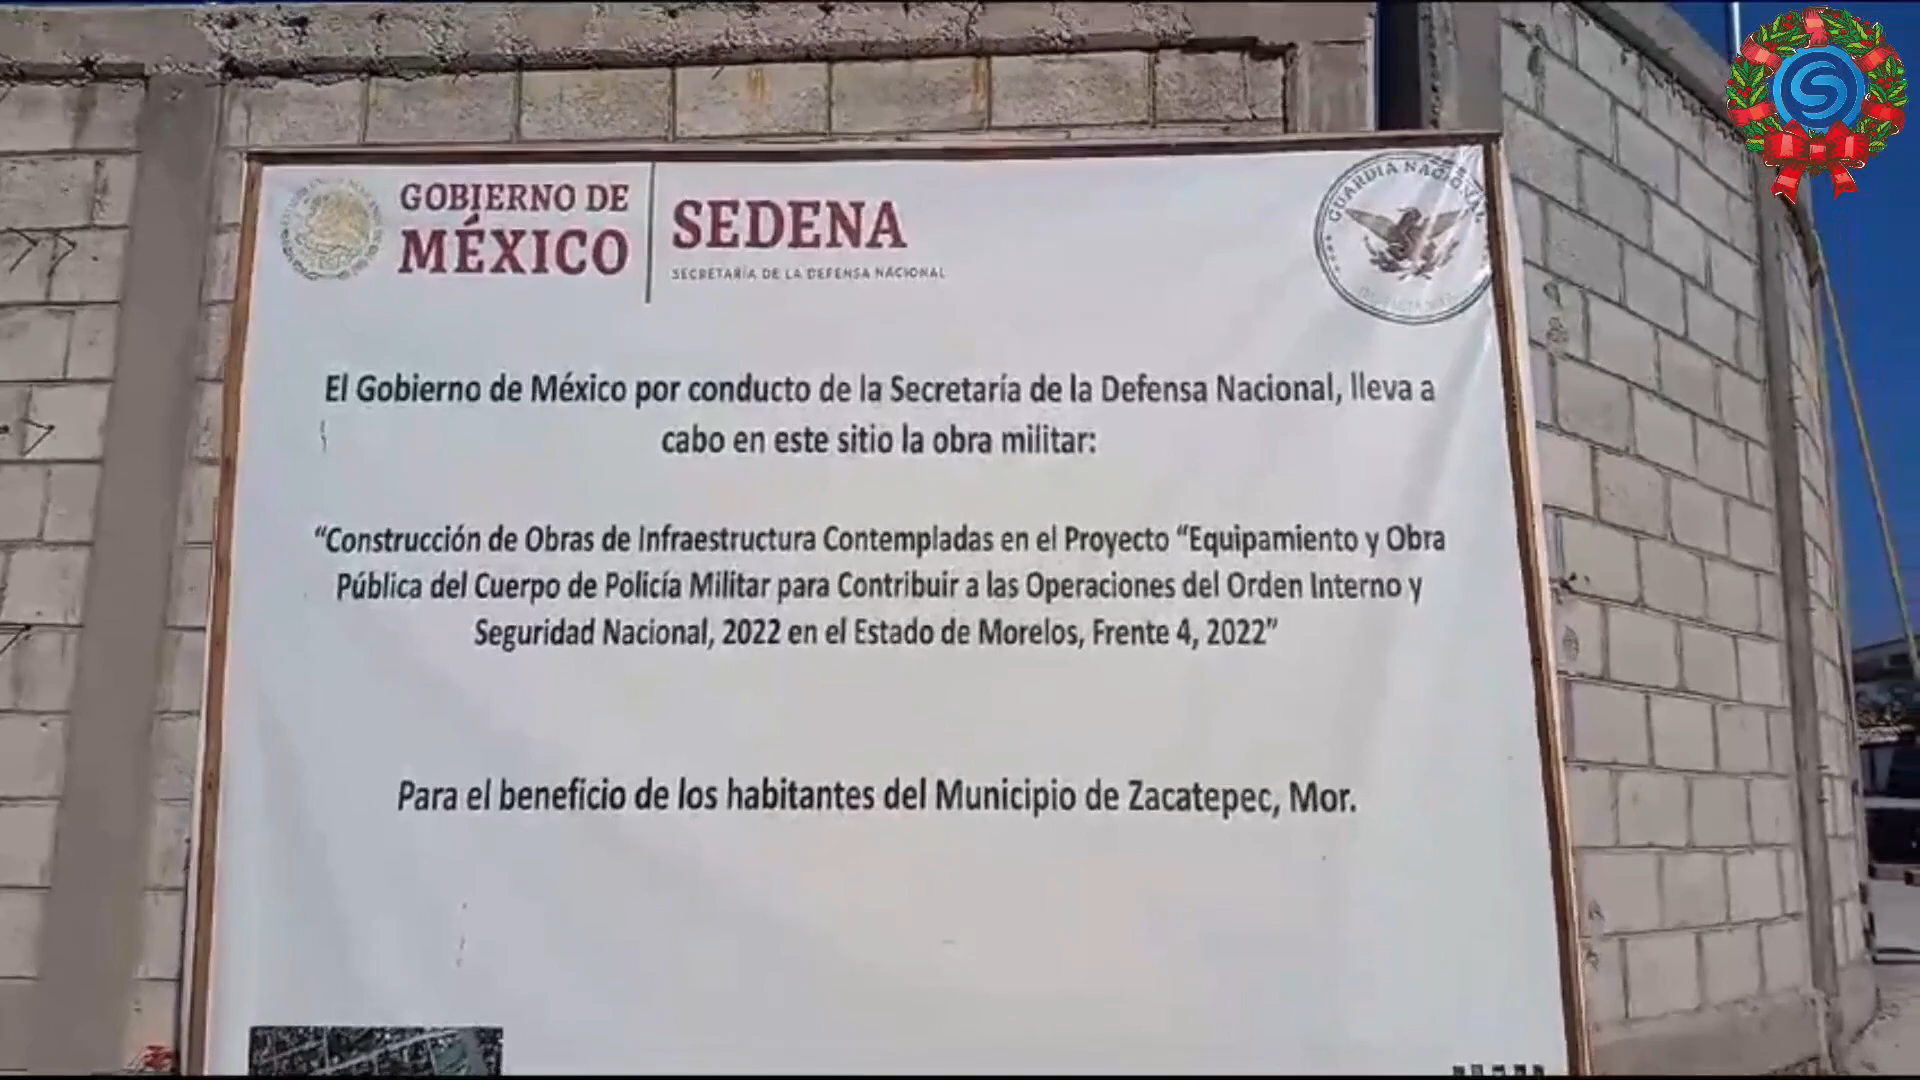 GOBIERNO DE
MÉXICO
SEDENA
SECRETARÍA DE LA DEFENSA NACIONAL
GUARDIA NACIONAL
El Gobierno de México por conducto de la Secretaría de la Defensa Nacional, lleva a
cabo en este sitio la obra militar:
“Construcción de Obras de Infraestructura Contempladas en el Proyecto “Equipamiento y Obra
Pública del Cuerpo de Policía Militar para Contribuir a las Operaciones del Orden Interno y
Seguridad Nacional, 2022 en el Estado de Morelos, Frente 4, 2022”
Para el beneficio de los habitantes del Municipio de Zacatepec, Mor.